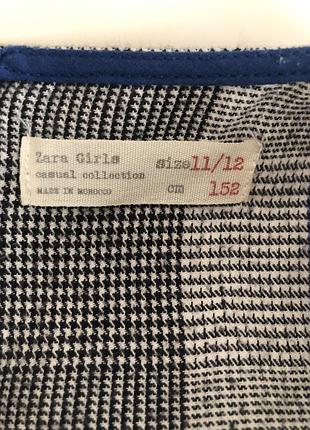 Zara Girls size 11/12
casual collection
MADE IN MOROCCO cm 152